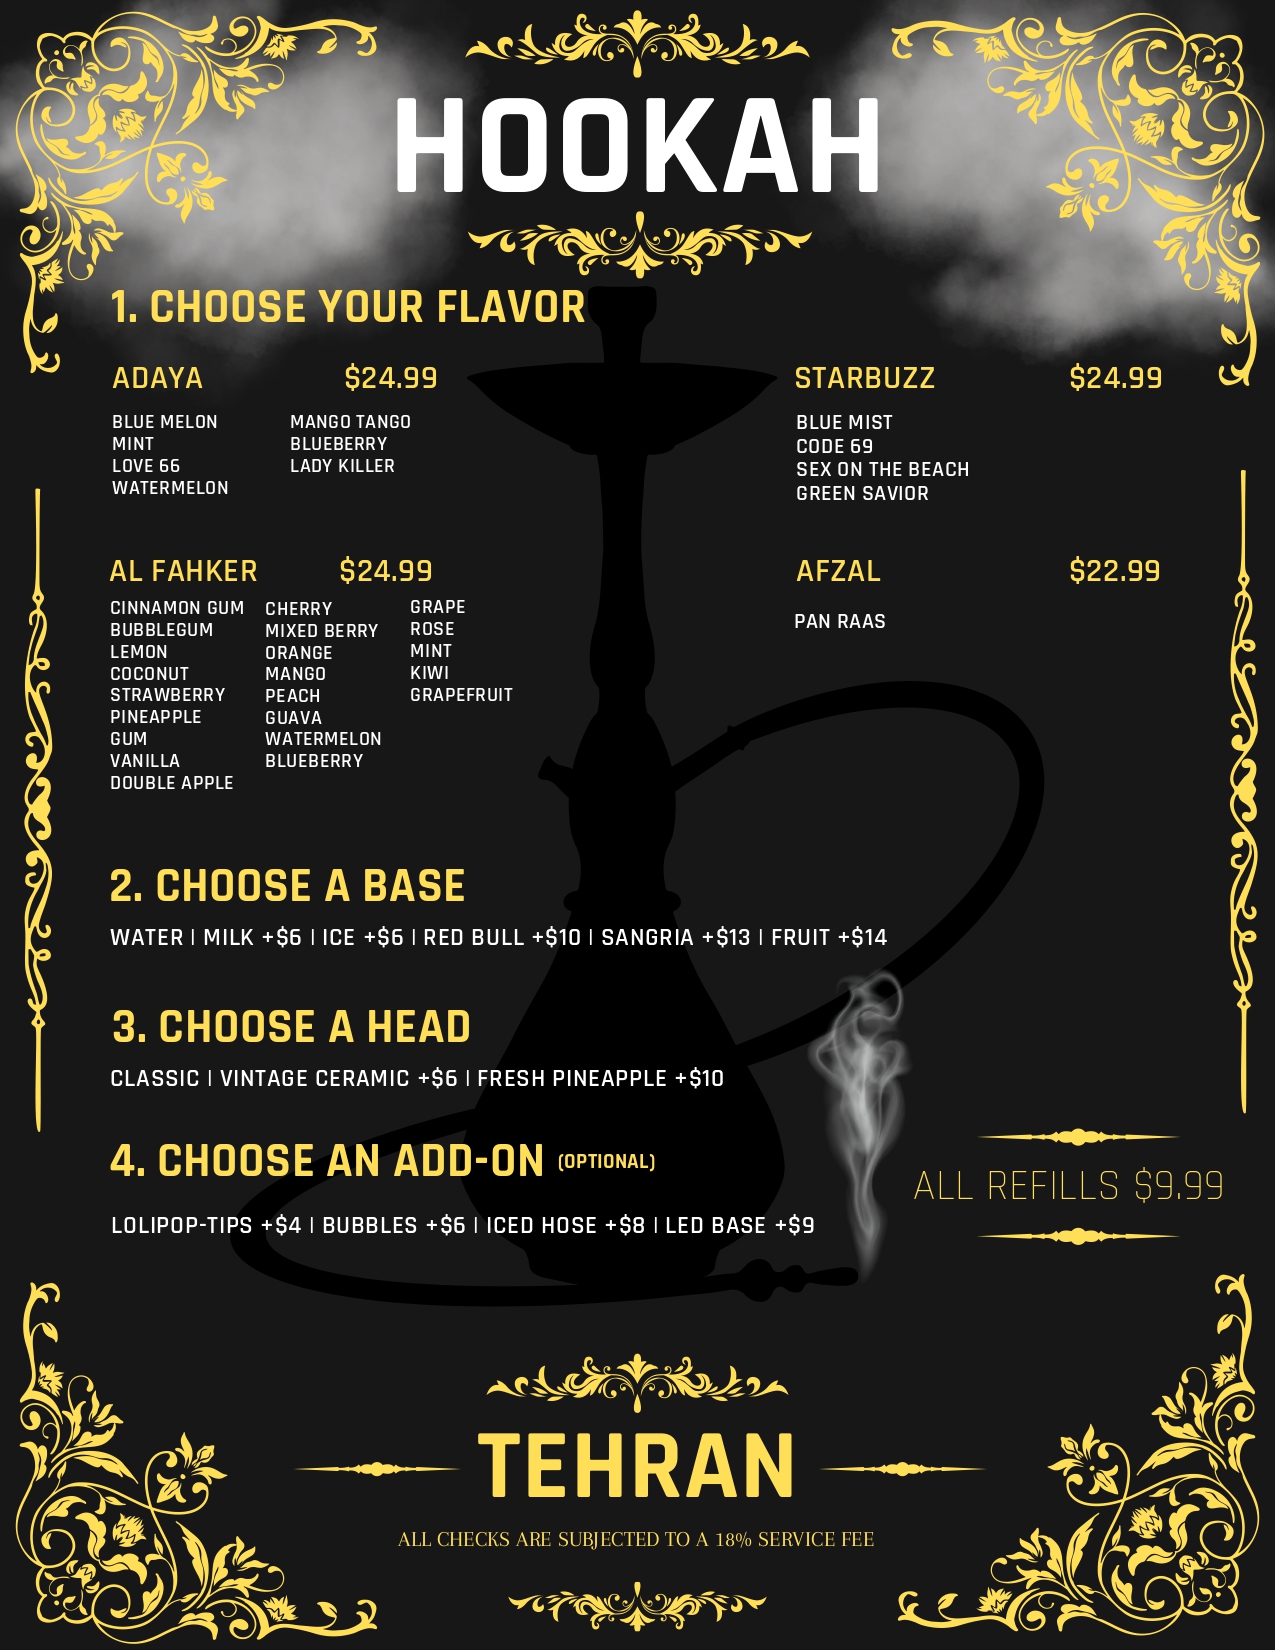 HOOKAH
1. CHOOSE YOUR FLAVOR
ADAYA $24.99
BLUE MELON
MINT
LOVE 66
WATERMELON
MANGO TANGO
BLUEBERRY
LADY KILLER
STARBUZZ $24.99
BLUE MIST
CODE 69
SEX ON THE BEACH
GREEN SAVIOR
AL FAHKER $24.99
CINNAMON GUM
BUBBLEGUM
LEMON
COCONUT
STRAWBERRY
PINEAPPLE
GUM
VANILLA
DOUBLE APPLE
CHERRY
MIXED BERRY
ORANGE
MANGO
PEACH
GUAVA
WATERMELON
BLUEBERRY
GRAPE
ROSE
MINT
KIWI
GRAPEFRUIT
AFZAL $22.99
PAN RAAS
2. CHOOSE A BASE
WATER | MILK +$6 | ICE +$6 | RED BULL +$10 | SANGRIA +$13 | FRUIT +$14
3. CHOOSE A HEAD
CLASSIC | VINTAGE CERAMIC +$6 | FRESH PINEAPPLE +$10
4. CHOOSE AN ADD-ON (OPTIONAL)
LOLIPOP-TIPS +$4 | BUBBLES +$6 | ICED HOSE +$8 | LED BASE +$9
ALL REFILLS $9.99
TEHRAN
ALL CHECKS ARE SUBJECTED TO A 18% SERVICE FEE